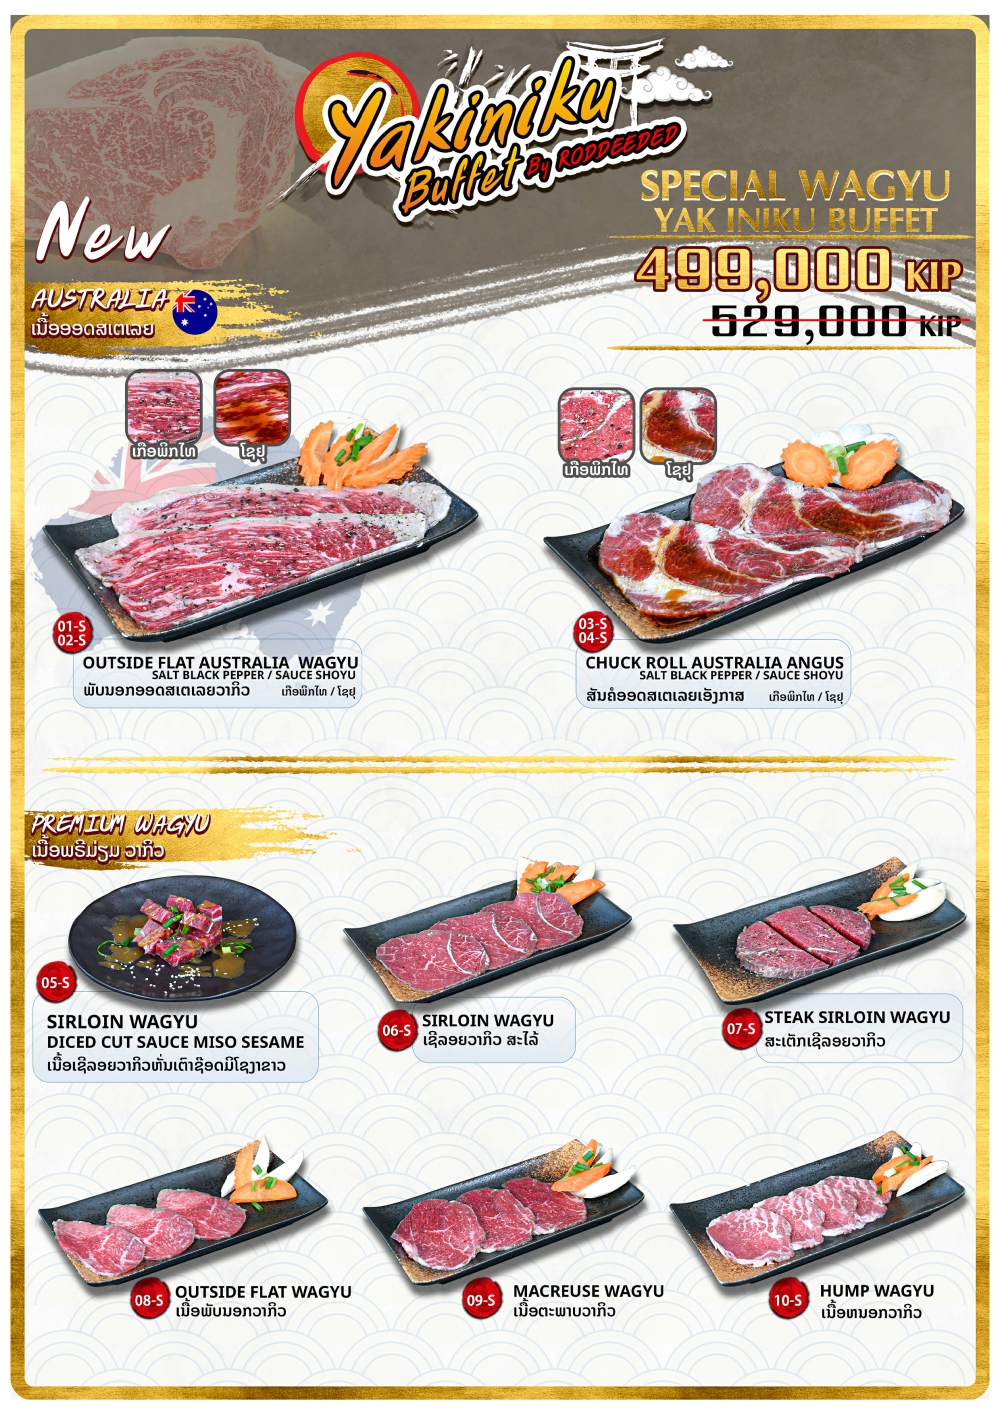 Yakiniku
Buffet By RODDEEDED
SPECIAL WAGYU
YAK INIKU BUFFET
499,000 KIP
529,000 KIP
New
AUSTRALIA
ເນື້ອອອດສເຕເລຍ
ເກືອພິກໄທ
ໂຊຢຸ
ເກືອພິກໄທ
ໂຊຢຸ
01-S
02-S
OUTSIDE FLAT AUSTRALIA WAGYU
SALT BLACK PEPPER / SAUCE SHOYU
ພັບນອກອອດສເຕເລຍວາກິວ ເກືອພິກໄທ / ໂຊຢຸ
03-S
04-S
CHUCK ROLL AUSTRALIA ANGUS
SALT BLACK PEPPER / SAUCE SHOYU
ສັນຄໍອອດສເຕເລຍເອັງກາສ ເກືອພິກໄທ / ໂຊຢຸ
PREMIUM WAGYU
ເນື້ອພຣີມ່ຽມ ວາກິວ
05-S
SIRLOIN WAGYU
DICED CUT SAUCE MISO SESAME
ເນື້ອເຊີລອຍວາກິວຫັ່ນເຕົາຊ໊ອດມິໂຊງາຂາວ
06-S
SIRLOIN WAGYU
ເຊີລອຍວາກິວ ສະໄລ້
07-S
STEAK SIRLOIN WAGYU
ສະເຕັກເຊີລອຍວາກິວ
08-S
OUTSIDE FLAT WAGYU
ເນື້ອພັບນອກວາກິວ
09-S
MACREUSE WAGYU
ເນື້ອຕະພາບວາກິວ
10-S
HUMP WAGYU
ເນື້ອຫນອກວາກິວ